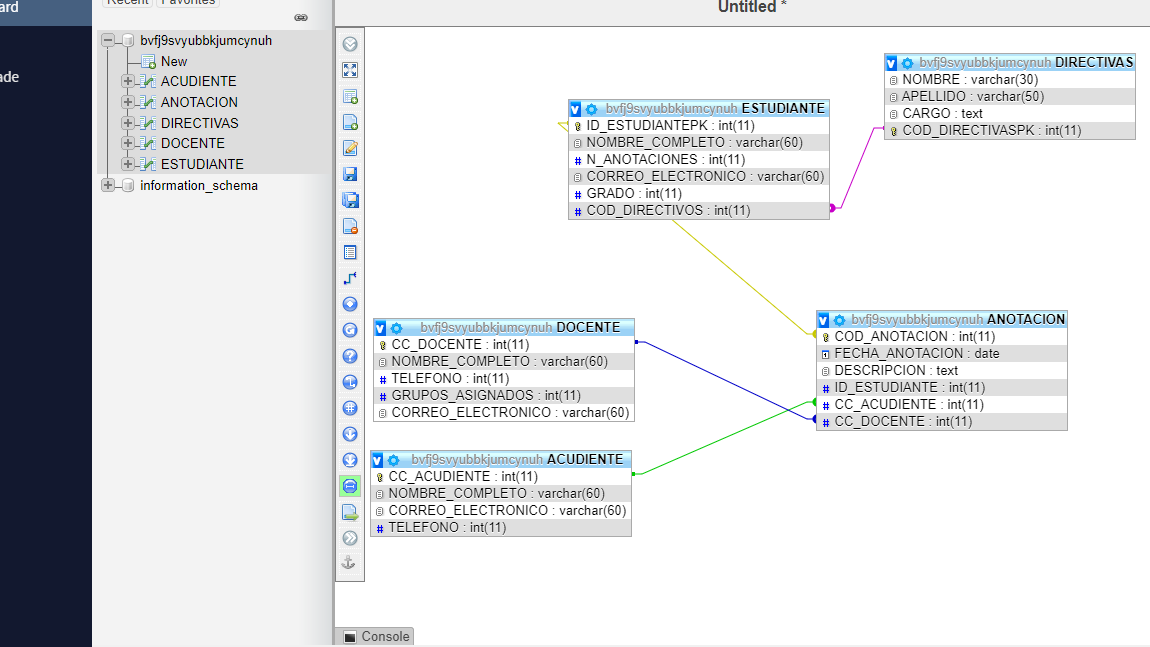 ard
ade
Recent Favorites
bvfj9svyubbkjumcynuh
New
ACUDIENTE
ANOTACION
DIRECTIVAS
DOCENTE
ESTUDIANTE
information_schema
Untitled *
bvfj9svyubbkjumcynuh DIRECTIVAS
NOMBRE : varchar(30)
APELLIDO : varchar(50)
CARGO : text
COD_DIRECTIVASPK : int(11)
bvfj9svyubbkjumcynuh ESTUDIANTE
ID_ESTUDIANTEPK : int(11)
NOMBRE_COMPLETO : varchar(60)
N_ANOTACIONES : int(11)
CORREO_ELECTRONICO : varchar(60)
GRADO : int(11)
COD_DIRECTIVOS : int(11)
bvfj9svyubbkjumcynuh DOCENTE
CC_DOCENTE : int(11)
NOMBRE_COMPLETO : varchar(60)
TELEFONO : int(11)
GRUPOS_ASIGNADOS : int(11)
CORREO_ELECTRONICO : varchar(60)
bvfj9svyubbkjumcynuh ANOTACION
COD_ANOTACION : int(11)
FECHA_ANOTACION : date
DESCRIPCION : text
ID_ESTUDIANTE : int(11)
CC_ACUDIENTE : int(11)
CC_DOCENTE : int(11)
bvfj9svyubbkjumcynuh ACUDIENTE
CC_ACUDIENTE : int(11)
NOMBRE_COMPLETO : varchar(60)
CORREO_ELECTRONICO : varchar(60)
TELEFONO : int(11)
Console